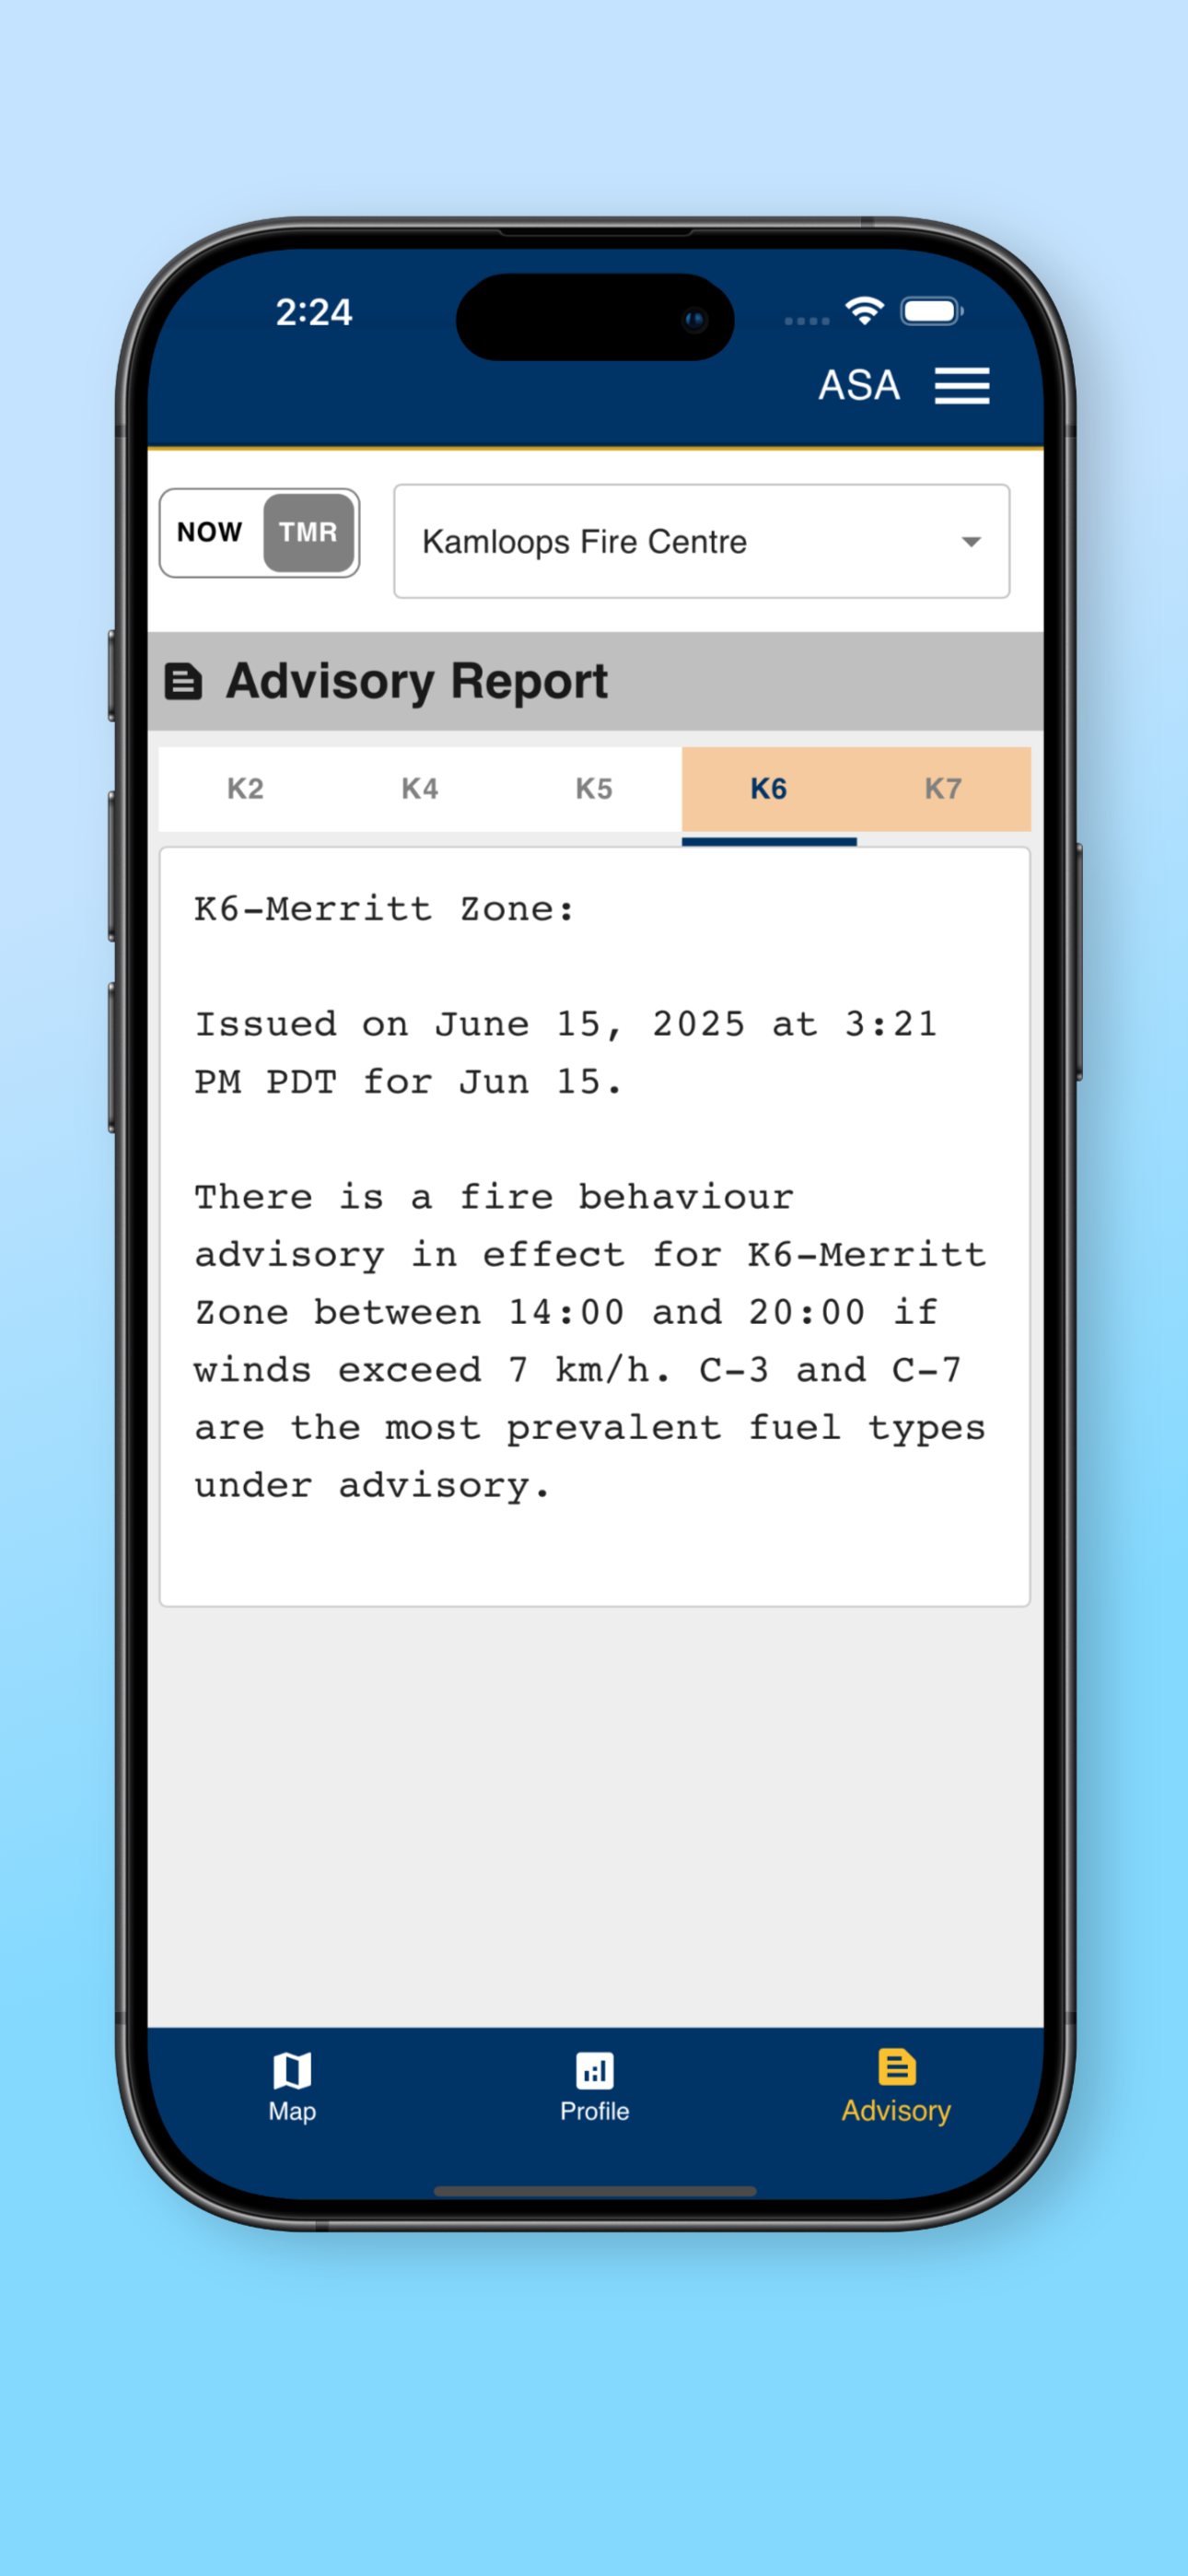 2:24
ASA
NOW TMR Kamloops Fire Centre
Advisory Report
K2 K4 K5 K6 K7
K6-Merritt Zone:
Issued on June 15, 2025 at 3:21
PM PDT for Jun 15.
There is a fire behaviour
advisory in effect for K6-Merritt
Zone between 14:00 and 20:00 if
winds exceed 7 km/h. C-3 and C-7
are the most prevalent fuel types
under advisory.
Map Profile Advisory